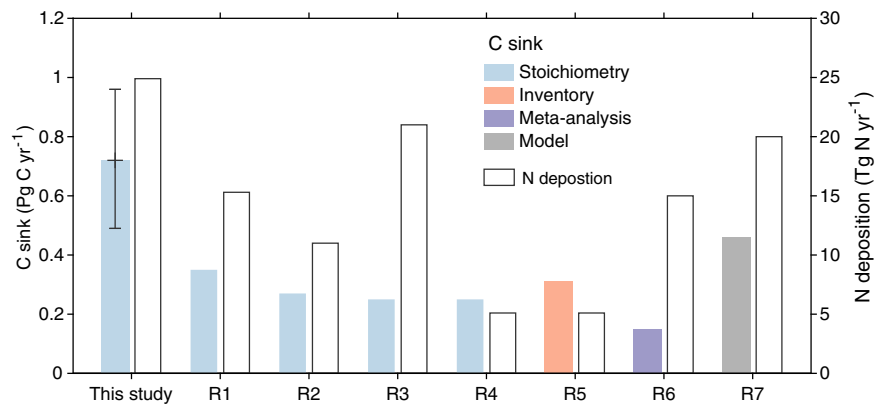 C sink (Pg C yr⁻¹)
1.2
1
0.8
0.6
0.4
0.2
0
C sink
Stoichiometry
Inventory
Meta-analysis
Model
N depostion
30
25
20
15
10
5
0
N deposition (Tg N yr⁻¹)
This study R1 R2 R3 R4 R5 R6 R7